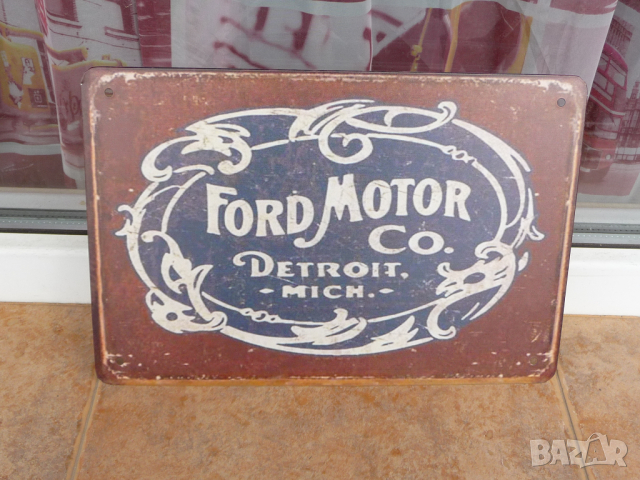 FORD MOTOR
CO.
DETROIT,
-MICH.-
BAZAR